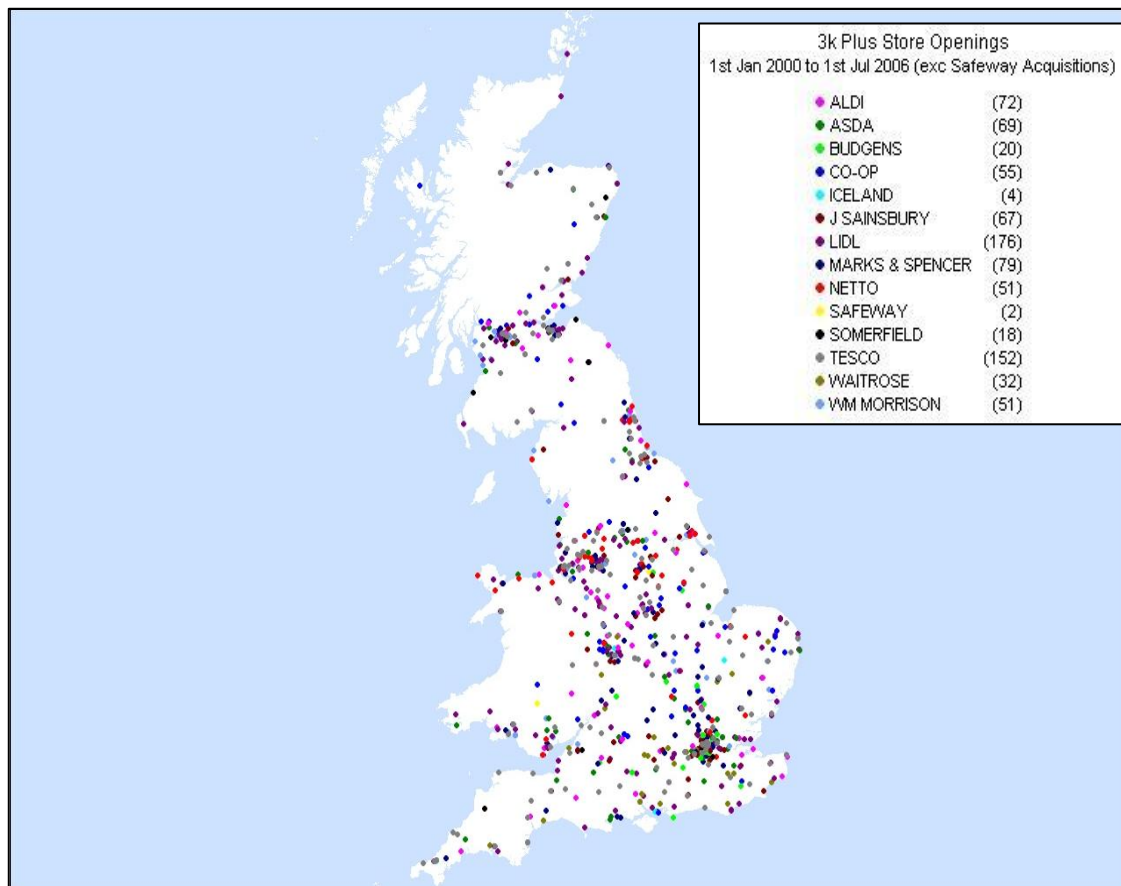 3k Plus Store Openings
1st Jan 2000 to 1st Jul 2006 (exc Safeway Acquisitions)
ALDI (72)
ASDA (69)
BUDGENS (20)
CO-OP (55)
ICELAND (4)
J SAINSBURY (67)
LIDL (176)
MARKS & SPENCER (79)
NETTO (51)
SAFEWAY (2)
SOMERFIELD (18)
TESCO (152)
WAITROSE (32)
WM MORRISON (51)